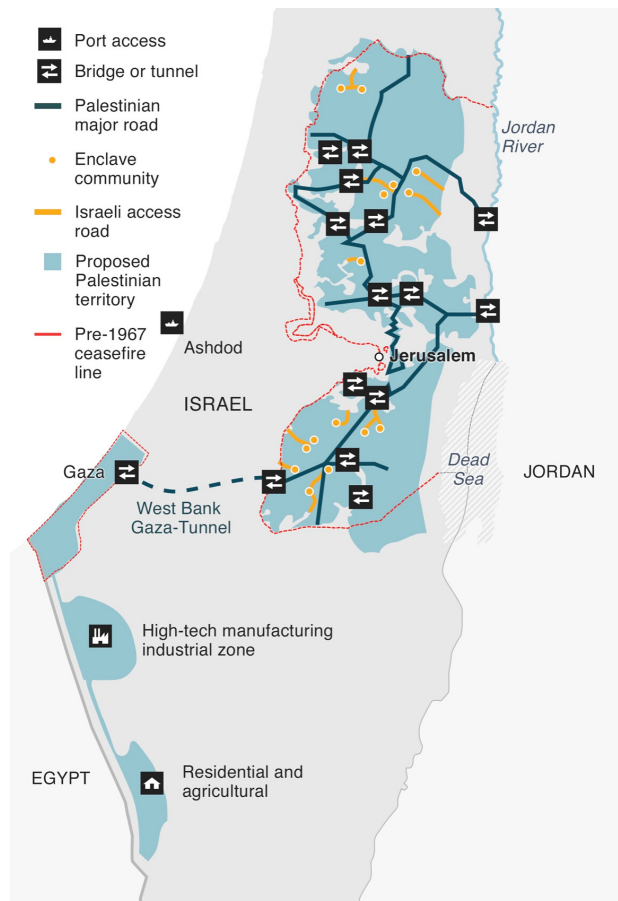 Port access
Bridge or tunnel
Palestinian
major road
Enclave
community
Israeli access
road
Proposed
Palestinian
territory
Pre-1967
ceasefire
line
Jordan
River
Ashdod
Jerusalem
ISRAEL
Gaza
Dead
Sea
JORDAN
West Bank
Gaza-Tunnel
High-tech manufacturing
industrial zone
EGYPT
Residential and
agricultural